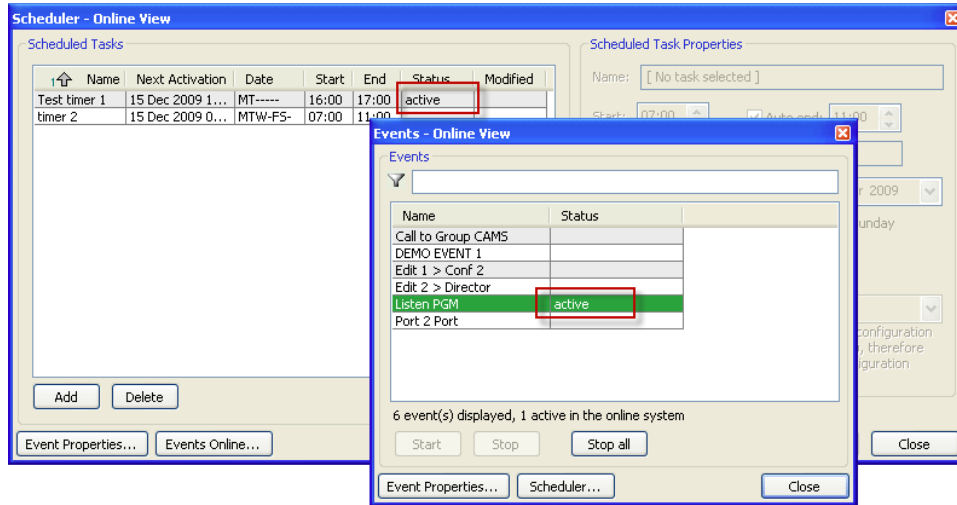 Scheduler - Online View
Scheduled Tasks
Name Next Activation Date Start End Status Modified
Test timer 1 15 Dec 2009 1... MT----- 16:00 17:00 active
timer 2 15 Dec 2009 0... MTW-FS- 07:00 11:00
Add Delete
Event Properties... Events Online...
Scheduled Task Properties
Name: [ No task selected ]
Start: 07:00 Auto end: 11:00
2009
unday
configuration
, therefore
iguration
Close
Events - Online View
Events
Name Status
Call to Group CAMS
DEMO EVENT 1
Edit 1 > Conf 2
Edit 2 > Director
Listen PGM active
Port 2 Port
6 event(s) displayed, 1 active in the online system
Start Stop Stop all
Event Properties... Scheduler... Close